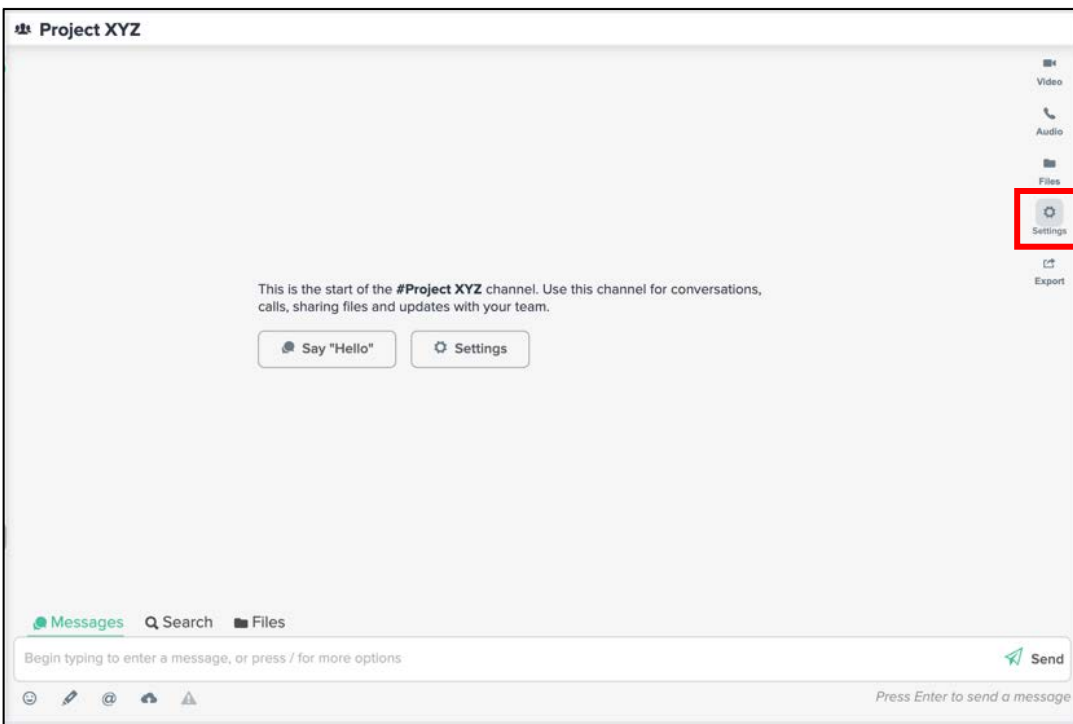 Project XYZ
Video
Audio
Files
Settings
Export
This is the start of the #Project XYZ channel. Use this channel for conversations,
calls, sharing files and updates with your team.
Say "Hello" Settings
Messages Search Files
Begin typing to enter a message, or press / for more options Send
@ Press Enter to send a message